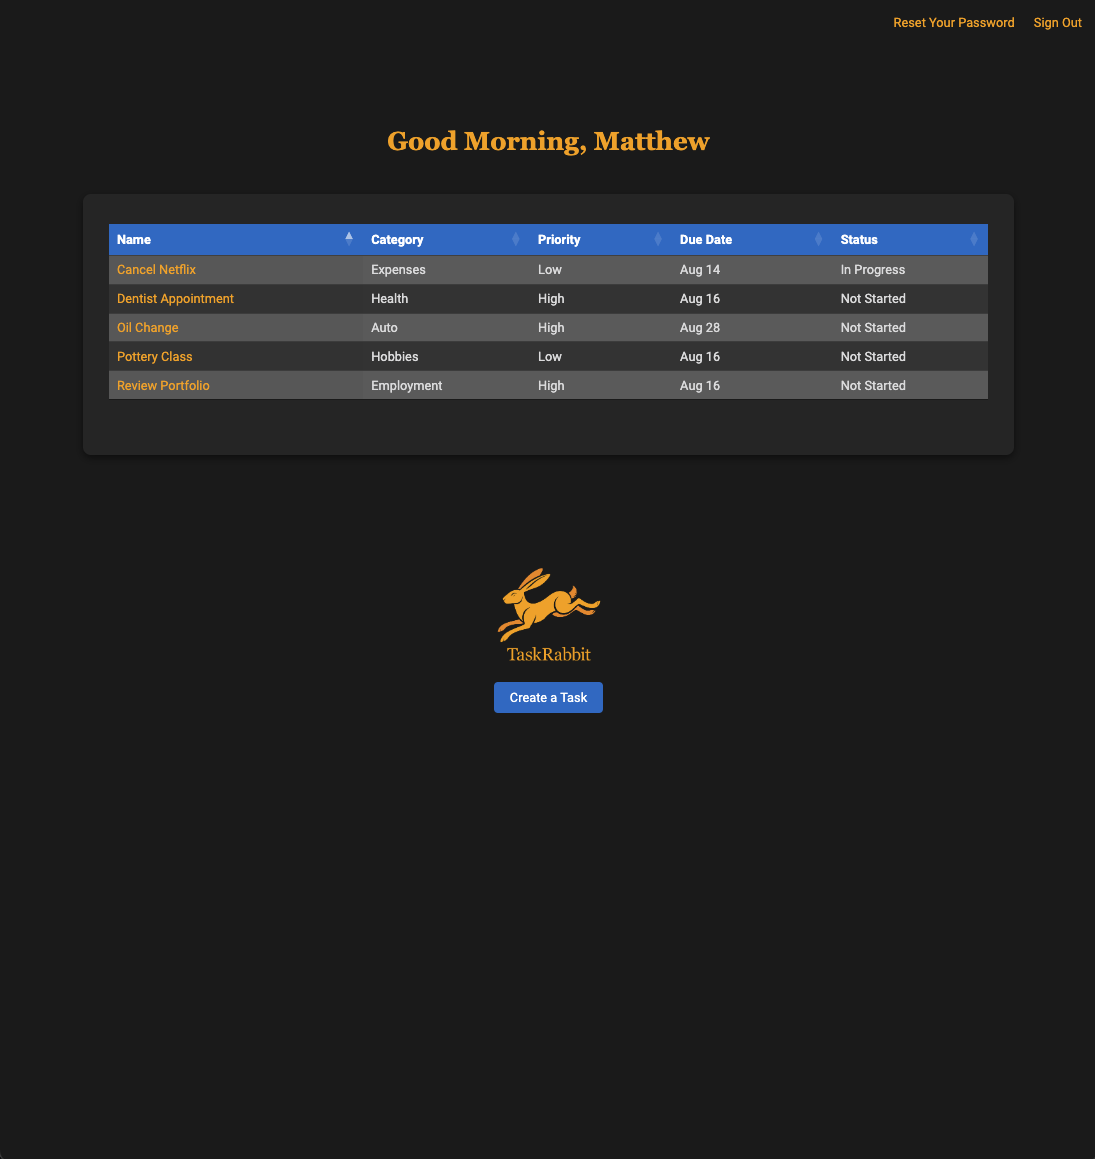 Reset Your Password Sign Out
Good Morning, Matthew
Name Category Priority Due Date Status
Cancel Netflix Expenses Low Aug 14 In Progress
Dentist Appointment Health High Aug 16 Not Started
Oil Change Auto High Aug 28 Not Started
Pottery Class Hobbies Low Aug 16 Not Started
Review Portfolio Employment High Aug 16 Not Started
TaskRabbit
Create a Task